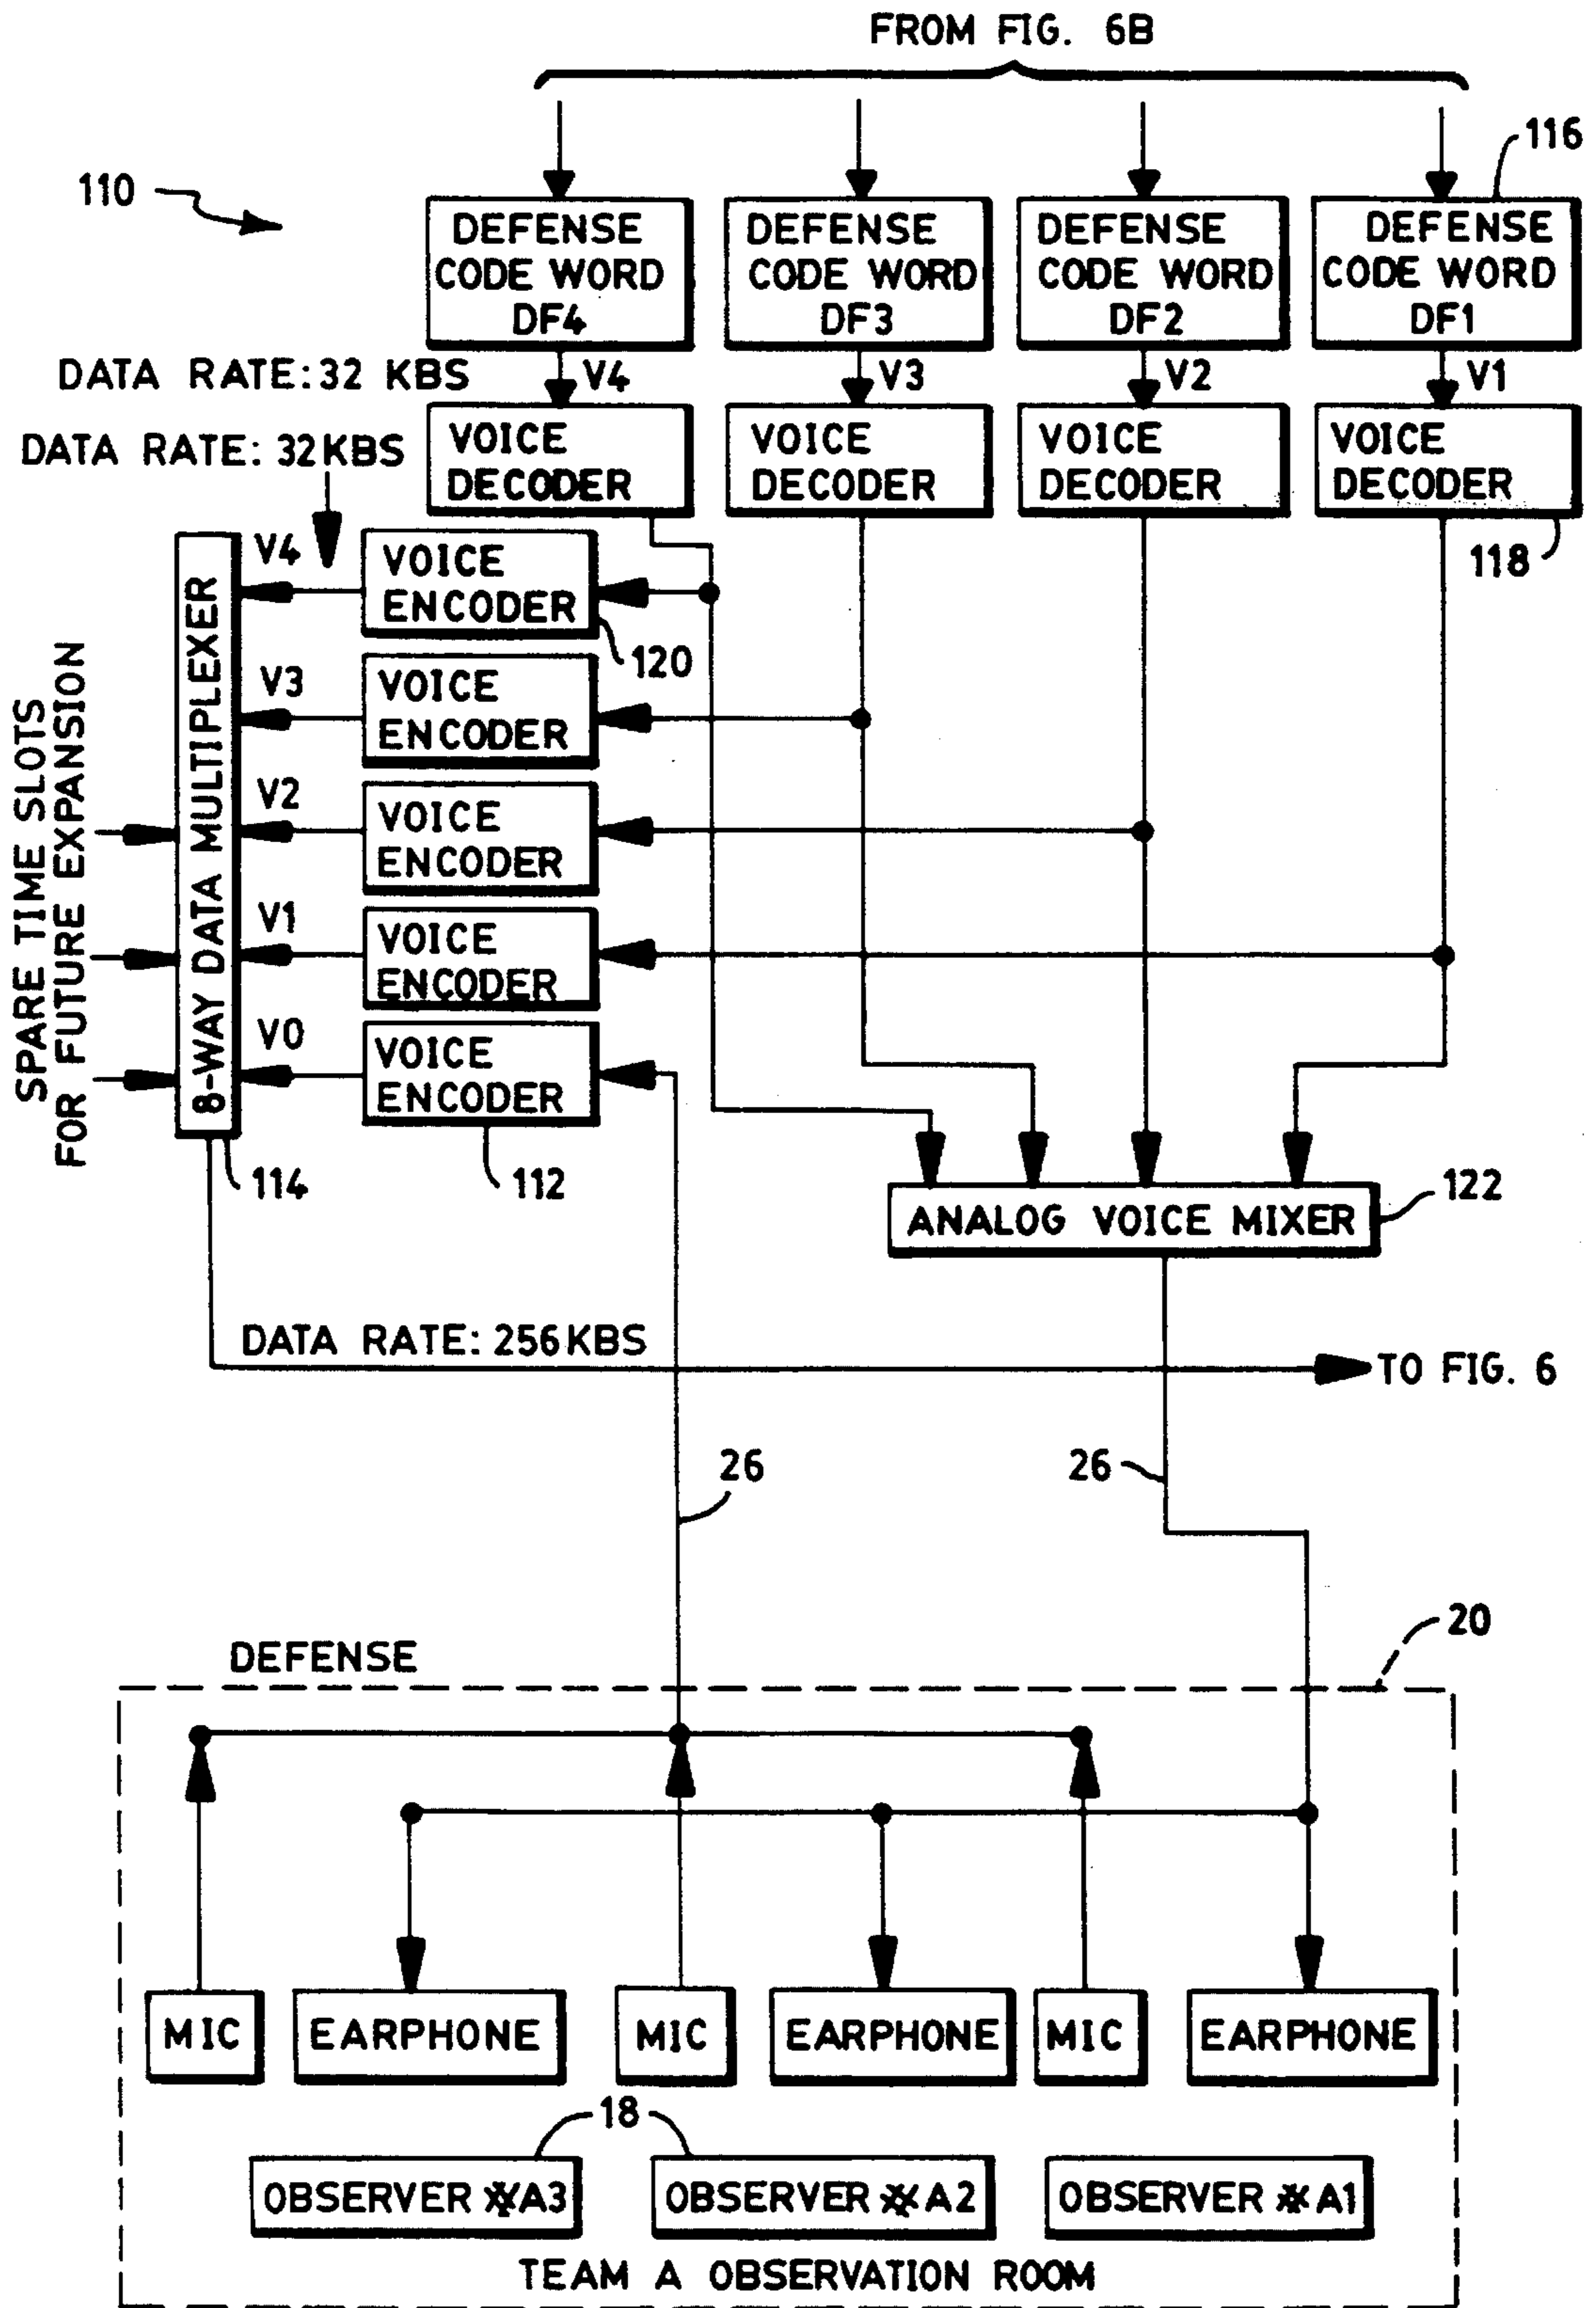 FROM FIG. 6B
116
110
DEFENSE
CODE WORD
DF4
DEFENSE
CODE WORD
DF3
DEFENSE
CODE WORD
DF2
DEFENSE
CODE WORD
DF1
DATA RATE: 32 KBS
V4
V3
V2
V1
DATA RATE: 32 KBS
VOICE
DECODER
VOICE
DECODER
VOICE
DECODER
VOICE
DECODER
118
V4
VOICE
ENCODER
120
V3
VOICE
ENCODER
V2
VOICE
ENCODER
V1
VOICE
ENCODER
V0
VOICE
ENCODER
SPARE TIME SLOTS
FOR FUTURE EXPANSION
8-WAY DATA MULTIPLEXER
114
112
122
ANALOG VOICE MIXER
DATA RATE: 256 KBS
TO FIG. 6
26
26
20
DEFENSE
MIC
EARPHONE
MIC
EARPHONE
MIC
EARPHONE
18
OBSERVER #A3
OBSERVER #A2
OBSERVER #A1
TEAM A OBSERVATION ROOM